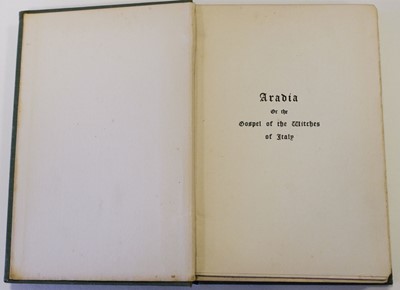 Aradia
Or the
Gospel of the Witches
of Italy